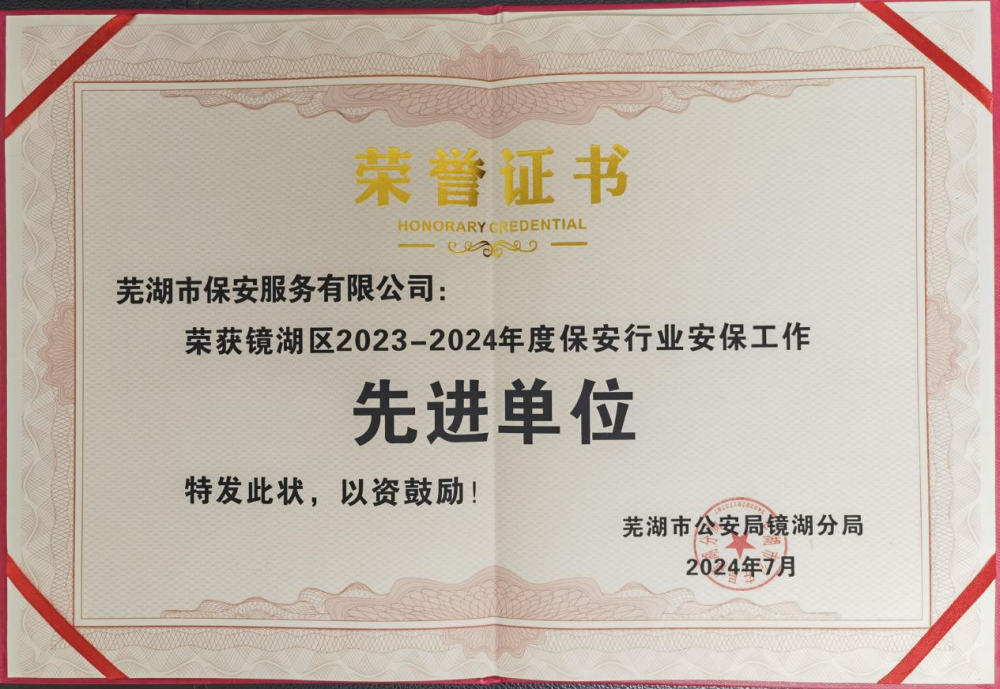 荣誉证书
HONORARY CREDENTIAL
芜湖市保安服务有限公司：
荣获镜湖区2023-2024年度保安行业安保工作
先进单位
特发此状，以资鼓励！
芜湖市公安局镜湖分局
2024年7月